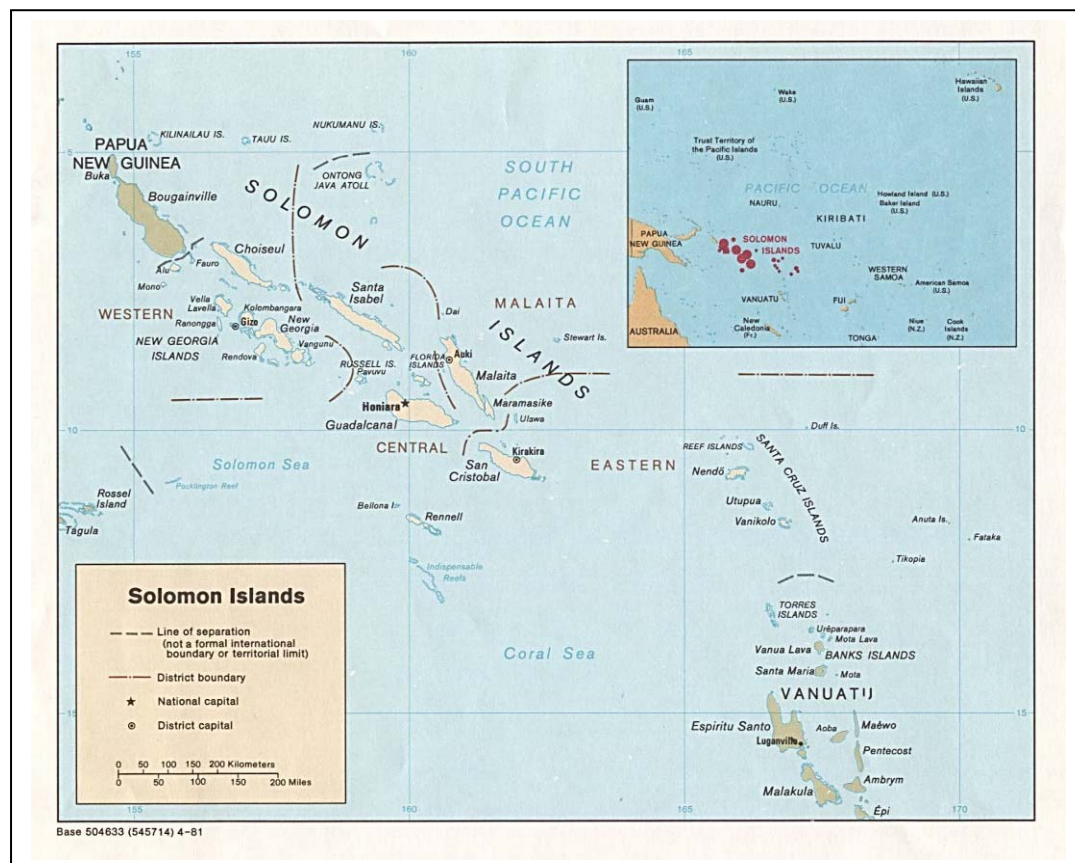 155
160
165
Guam
(U.S.)
Wake
(U.S.)
Hawaiian
Islands
(U.S.)
Trust Territory of
the Pacific Islands
(U.S.)
PACIFIC OCEAN
NAURU
Howland Island (U.S.)
Baker Island
(U.S.)
KIRIBATI
PAPUA
NEW GUINEA
SOLOMON
ISLANDS
TUVALU
WESTERN
SAMOA
American Samoa
(U.S.)
VANUATU
FIJI
New
Caledonia
(Fr.)
Niue
(N.Z.)
Cook
Islands
(N.Z.)
AUSTRALIA
TONGA
KILINAILAU IS.
TAUU IS.
NUKUMANU IS.
PAPUA
NEW GUINEA
5
Buka
Bougainville
ONTONG
JAVA ATOLL
SOUTH
PACIFIC
OCEAN
SOLOMON
ISLANDS
Choiseul
Alu
Fauro
Mono
Santa
Isabel
Vella
Lavella
Kolombangara
WESTERN
Ranongga
Gizo
New
Georgia
NEW GEORGIA
ISLANDS
Vangunu
Rendova
Dai
MALAITA
Stewart Is.
RUSSELL IS.
Pavuvu
FLORIDA
ISLANDS
Auki
Malaita
Maramasike
Ulawa
Honiara
Guadalcanal
CENTRAL
10
10
Kirakira
San
Cristobal
EASTERN
Duff Is.
REEF ISLANDS
Nendö
SANTA CRUZ ISLANDS
Utupua
Vanikolo
Anuta Is.
Fataka
Tikopia
Solomon Sea
Pocklington Reef
Rossel
Island
Tagula
Bellona I.
Rennell
Indispensable
Reefs
Coral Sea
TORRES
ISLANDS
Uréparapara
Mota Lava
Vanua Lava
BANKS ISLANDS
Santa Maria
Mota
VANUATU
15
15
Espiritu Santo
Luganville
Aoba
Maéwo
Pentecost
Malakula
Ambrym
Épi
160
165
170
Solomon Islands
Line of separation
(not a formal international
boundary or territorial limit)
District boundary
National capital
District capital
0 50 100 150 200 Kilometers
0 50 100 150 200 Miles
Base 504633 (545714) 4-81